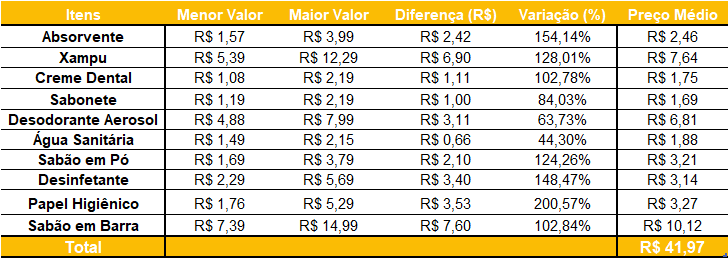 Itens Menor Valor Maior Valor Diferença (R$) Variação (%) Preço Médio
Absorvente R$ 1,57 R$ 3,99 R$ 2,42 154,14% R$ 2,46
Xampu R$ 5,39 R$ 12,29 R$ 6,90 128,01% R$ 7,64
Creme Dental R$ 1,08 R$ 2,19 R$ 1,11 102,78% R$ 1,75
Sabonete R$ 1,19 R$ 2,19 R$ 1,00 84,03% R$ 1,69
Desodorante Aerosol R$ 4,88 R$ 7,99 R$ 3,11 63,73% R$ 6,81
Água Sanitária R$ 1,49 R$ 2,15 R$ 0,66 44,30% R$ 1,88
Sabão em Pó R$ 1,69 R$ 3,79 R$ 2,10 124,26% R$ 3,21
Desinfetante R$ 2,29 R$ 5,69 R$ 3,40 148,47% R$ 3,14
Papel Higiênico R$ 1,76 R$ 5,29 R$ 3,53 200,57% R$ 3,27
Sabão em Barra R$ 7,39 R$ 14,99 R$ 7,60 102,84% R$ 10,12
Total R$ 41,97